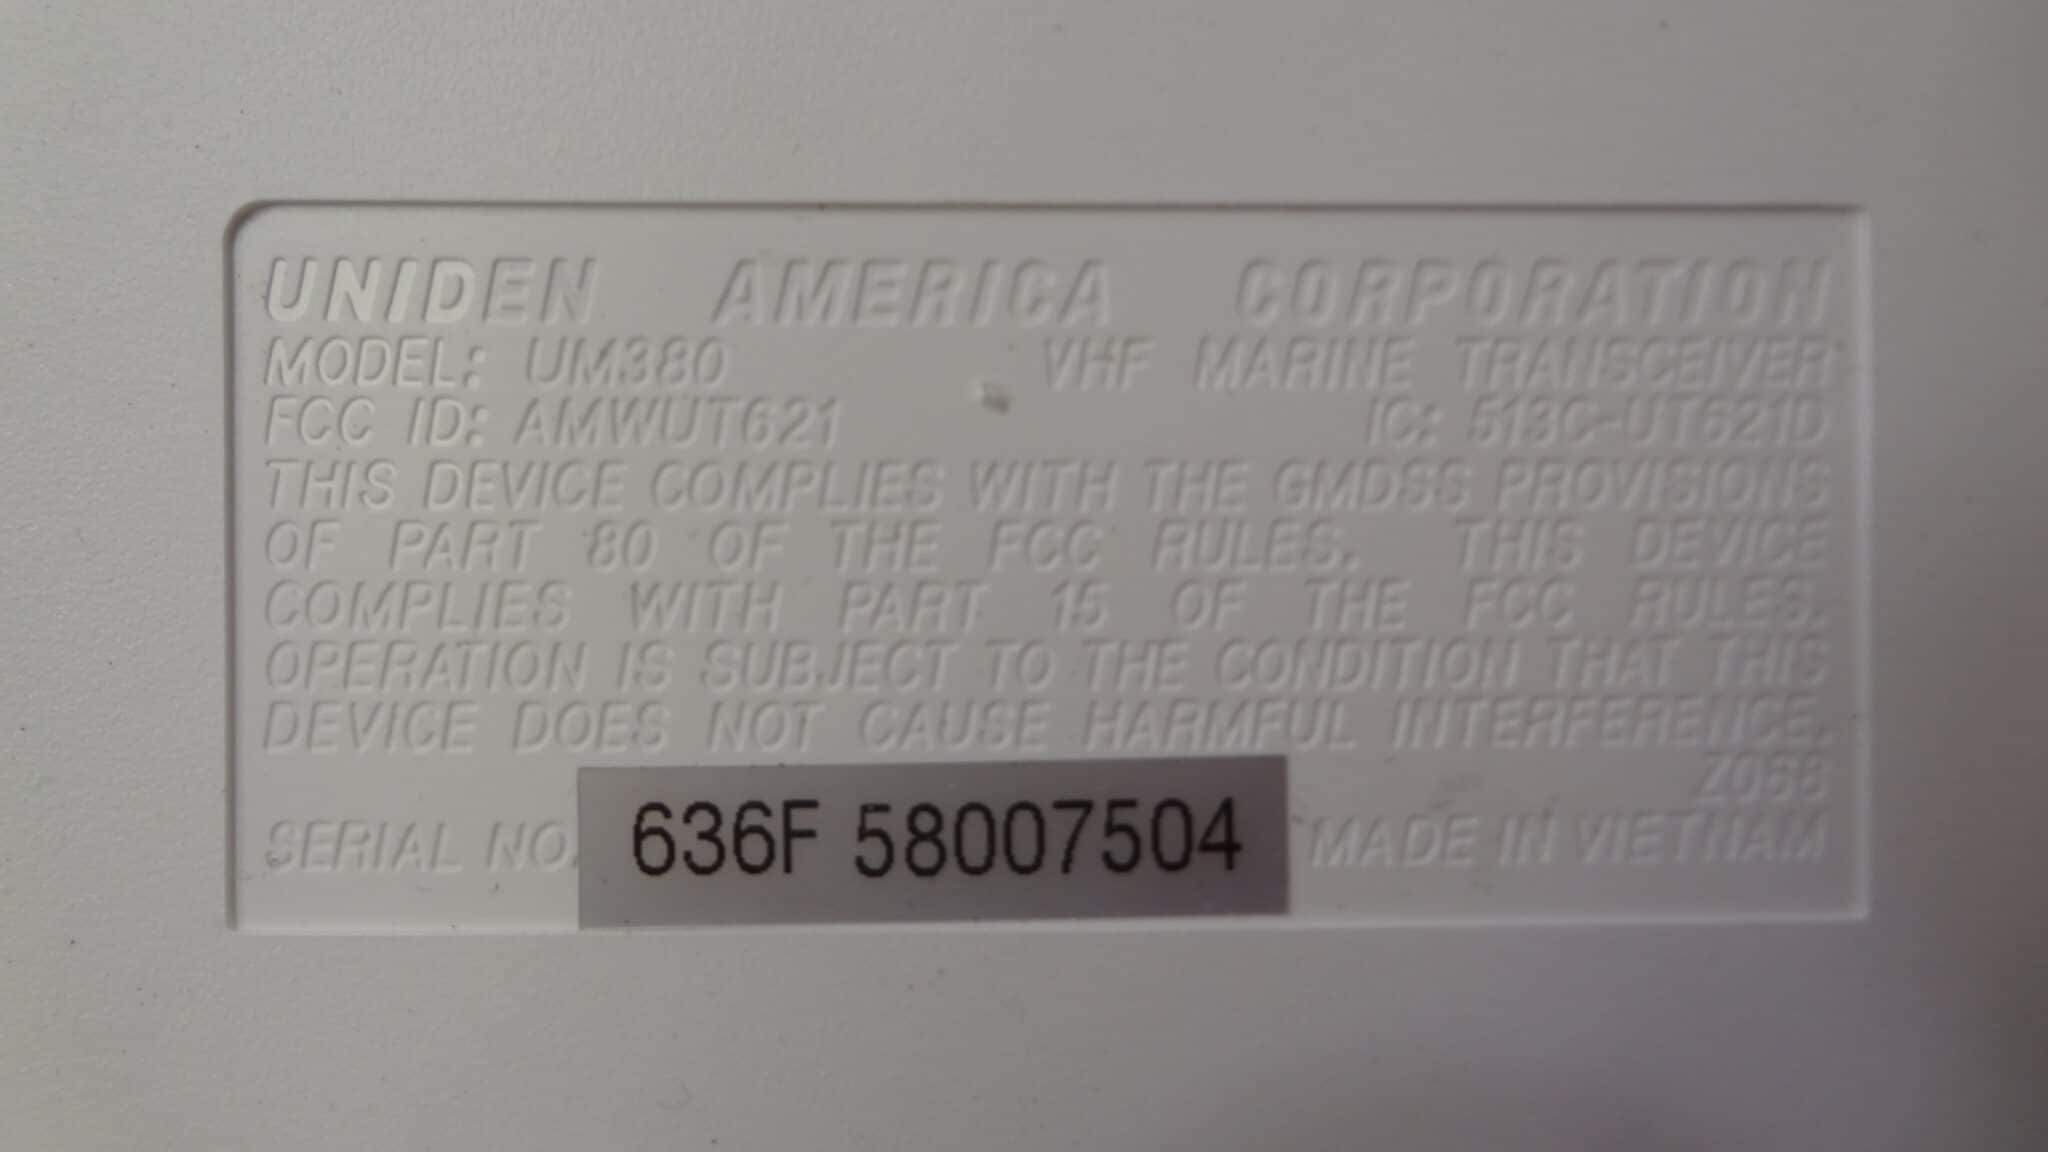 UNIDEN AMERICA CORPORATION
MODEL: UM380 VHF MARINE TRANSCEIVER
FCC ID: AMWUT621 IC: 513C-UT621D
THIS DEVICE COMPLIES WITH THE GMDSS PROVISIONS
OF PART 80 OF THE FCC RULES. THIS DEVICE
COMPLIES WITH PART 15 OF THE FCC RULES.
OPERATION IS SUBJECT TO THE CONDITION THAT THIS
DEVICE DOES NOT CAUSE HARMFUL INTERFERENCE.
Z068
SERIAL NO. 636F 58007504 MADE IN VIETNAM